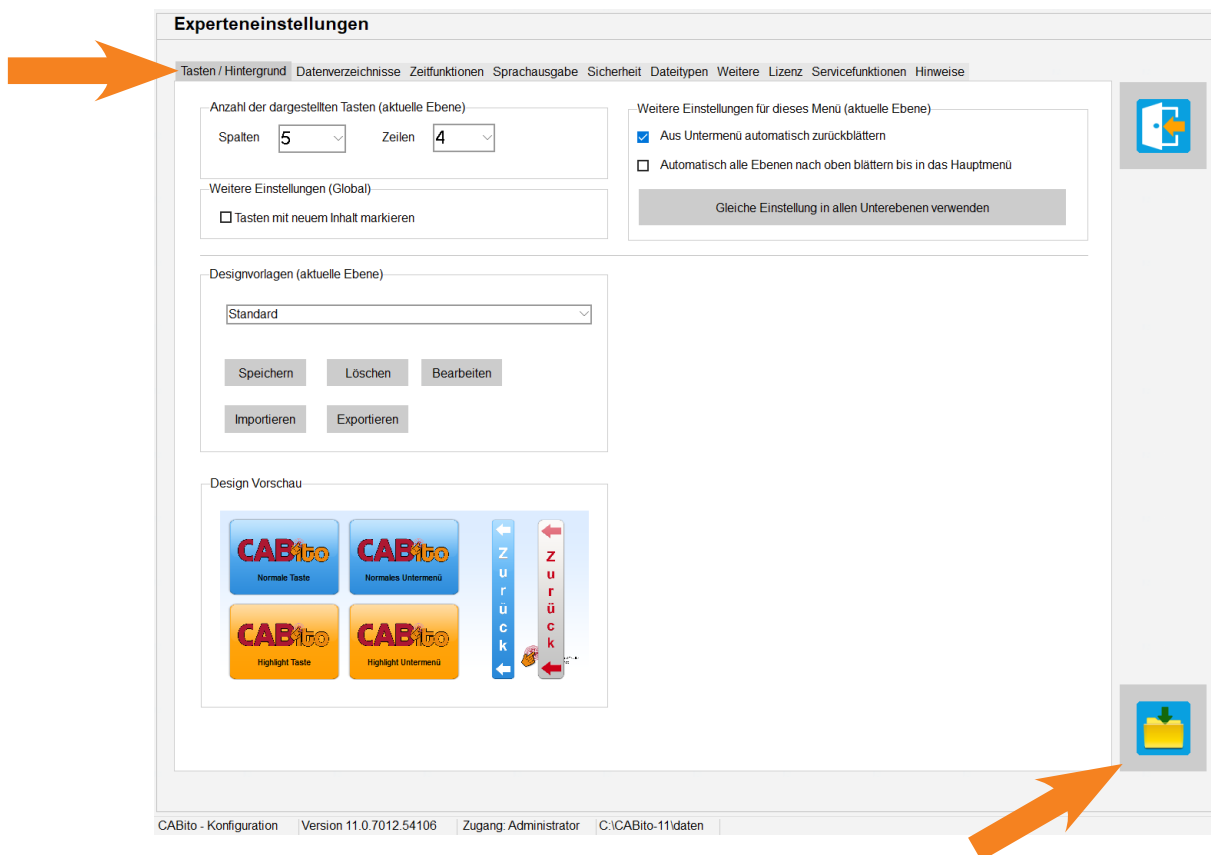 Experteneinstellungen
Tasten / Hintergrund Datenverzeichnisse Zeitfunktionen Sprachausgabe Sicherheit Dateitypen Weitere Lizenz Servicefunktionen Hinweise
Anzahl der dargestellten Tasten (aktuelle Ebene)
Spalten 5 Zeilen 4
Weitere Einstellungen (Global)
Tasten mit neuem Inhalt markieren
Weitere Einstellungen für dieses Menü (aktuelle Ebene)
Aus Untermenü automatisch zurückblättern
Automatisch alle Ebenen nach oben blättern bis in das Hauptmenü
Gleiche Einstellung in allen Unterebenen verwenden
Designvorlagen (aktuelle Ebene)
Standard
Speichern Löschen Bearbeiten
Importieren Exportieren
Design Vorschau
CABito CABito
Normale Taste Normales Untermenü
CABito CABito
Highlight Taste Highlight Untermenü
Zurück
Zurück
CABito - Konfiguration Version 11.0.7012.54106 Zugang: Administrator C:\CABito-11\daten